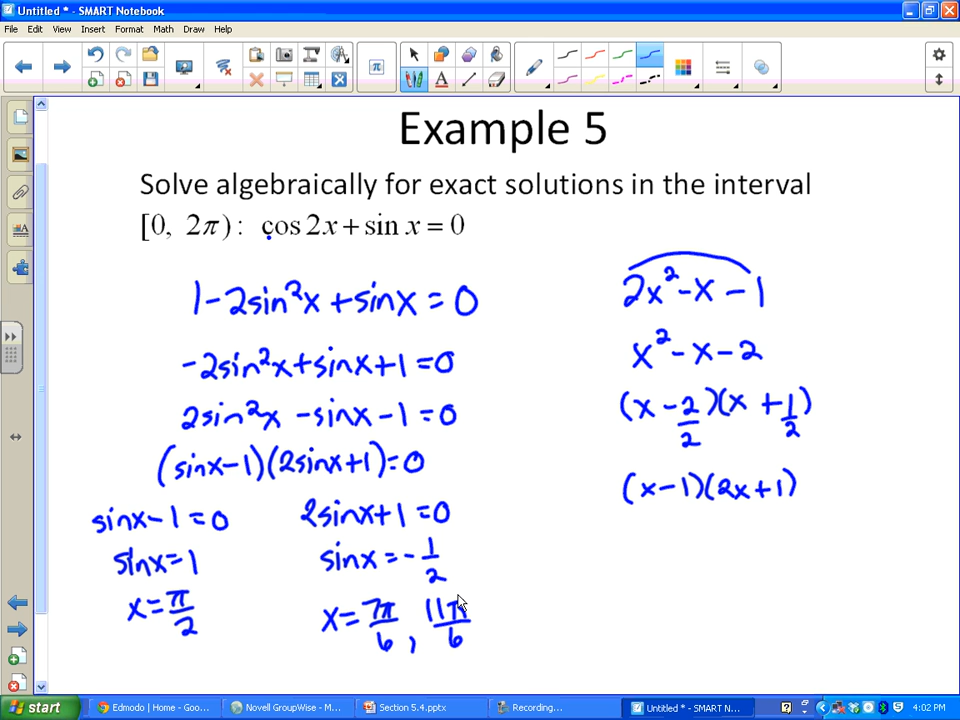 Untitled * - SMART Notebook
File Edit View Insert Format Math Draw Help
Example 5
Solve algebraically for exact solutions in the interval
[0, 2π) : cos 2x + sin x = 0
1 - 2sin²x + sinx = 0
-2sin²x + sinx + 1 = 0
2sin²x - sinx - 1 = 0
(sinx - 1)(2sinx + 1) = 0
sinx - 1 = 0
sinx = 1
x = π/2
2sinx + 1 = 0
sinx = -1/2
x = 7π/6 , 11π/6
2x² - x - 1
x² - x - 2
(x - 2/2)(x + 1/2)
(x - 1)(2x + 1)
start Edmodo | Home - Goo... Novell GroupWise - M... Section 5.4.pptx Recording... Untitled * - SMART N... 4:02 PM